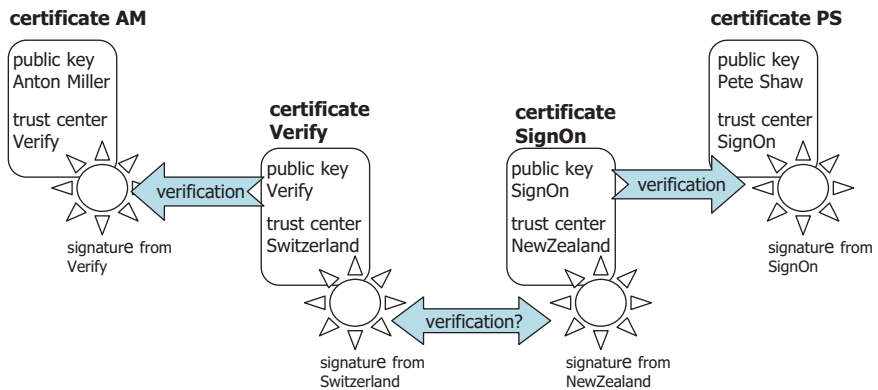 certificate AM
public key
Anton Miller
trust center
Verify
signature from
Verify
verification
certificate
Verify
public key
Verify
trust center
Switzerland
signature from
Switzerland
verification?
certificate
SignOn
public key
SignOn
trust center
NewZealand
signature from
NewZealand
verification
certificate PS
public key
Pete Shaw
trust center
SignOn
signature from
SignOn